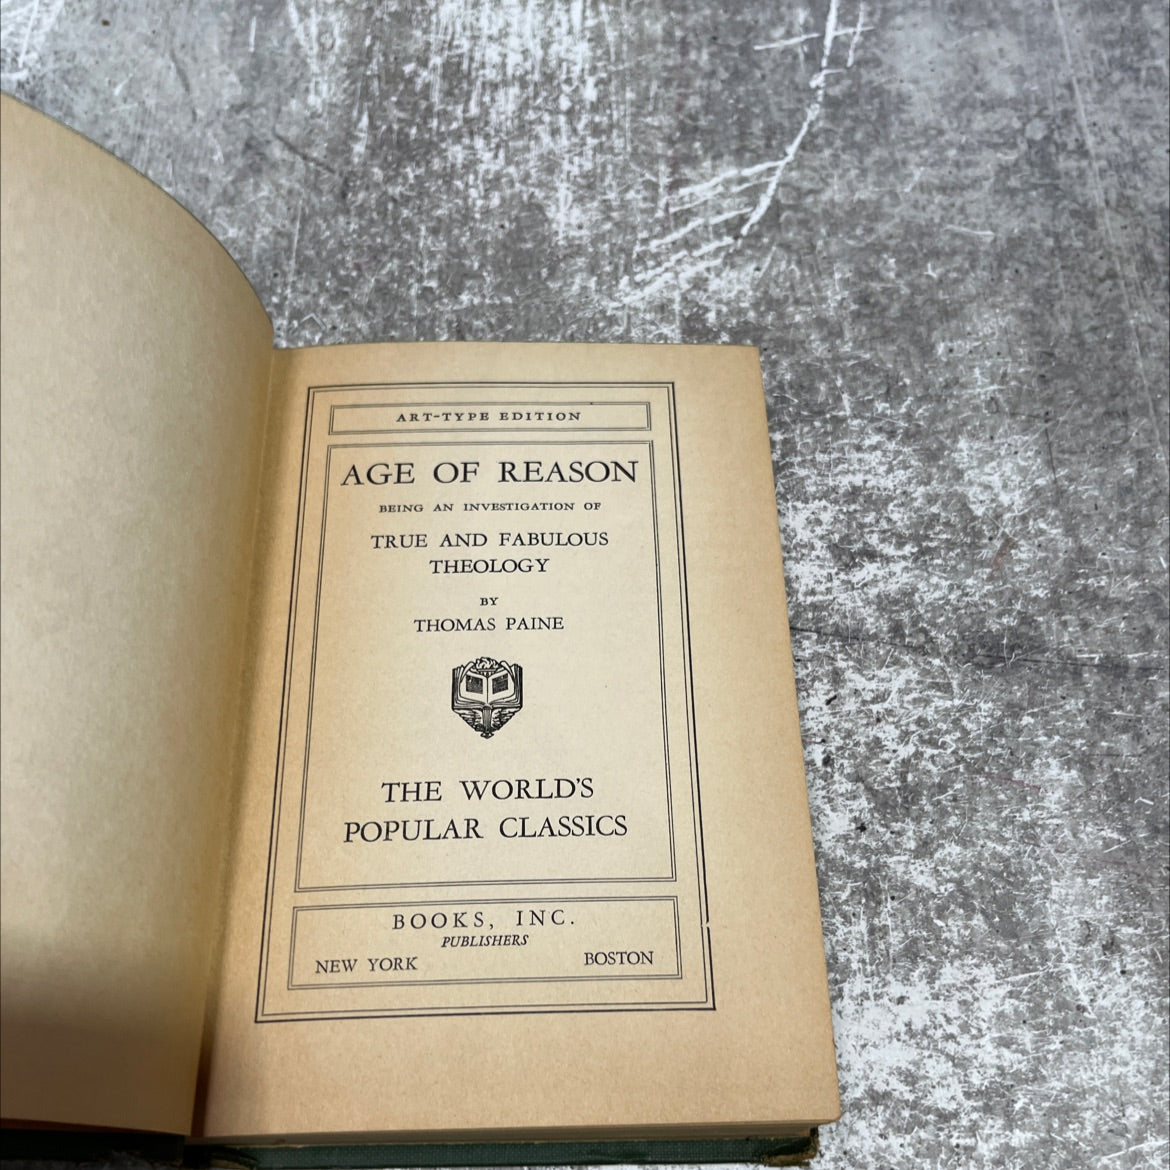 ART-TYPE EDITION
AGE OF REASON
BEING AN INVESTIGATION OF
TRUE AND FABULOUS
THEOLOGY
BY
THOMAS PAINE
THE WORLD'S
POPULAR CLASSICS
BOOKS, INC.
PUBLISHERS
NEW YORK BOSTON